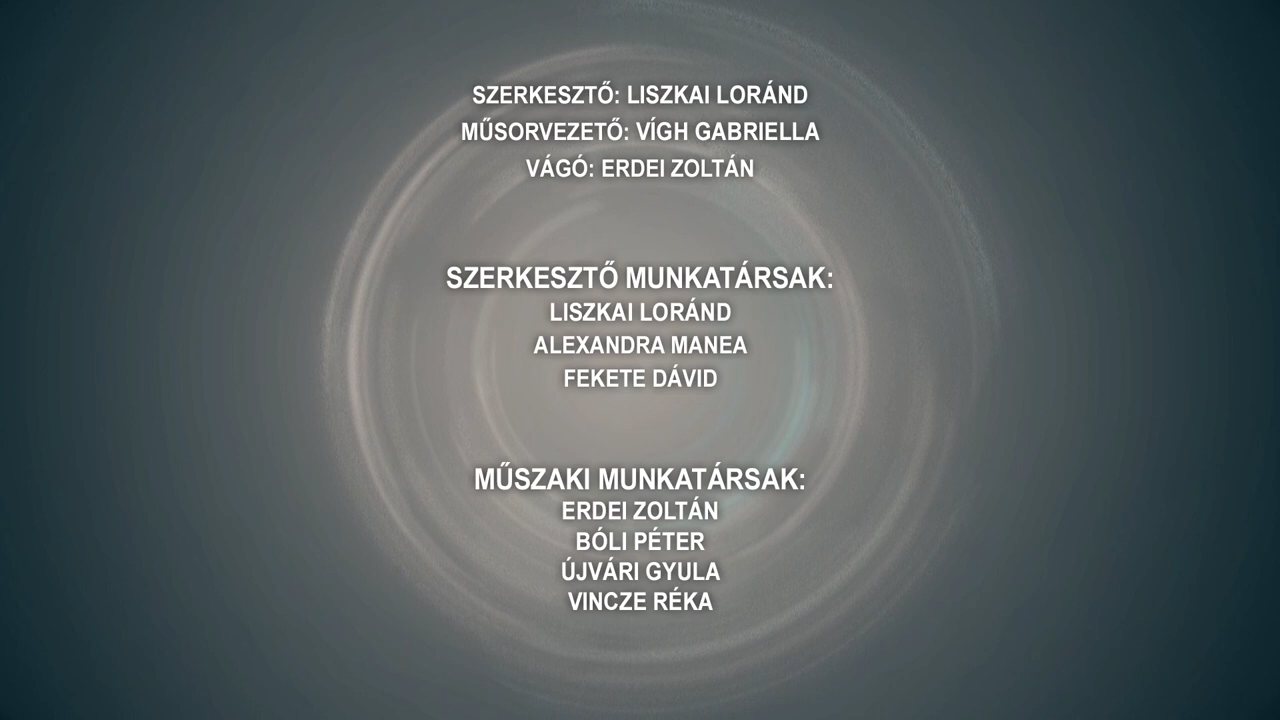 SZERKESZTŐ: LISZKAI LORÁND
MŰSORVEZETŐ: VÍGH GABRIELLA
VÁGÓ: ERDEI ZOLTÁN
SZERKESZTŐ MUNKATÁRSAK:
LISZKAI LORÁND
ALEXANDRA MANEA
FEKETE DÁVID
MŰSZAKI MUNKATÁRSAK:
ERDEI ZOLTÁN
BÓLI PÉTER
ÚJVÁRI GYULA
VINCZE RÉKA